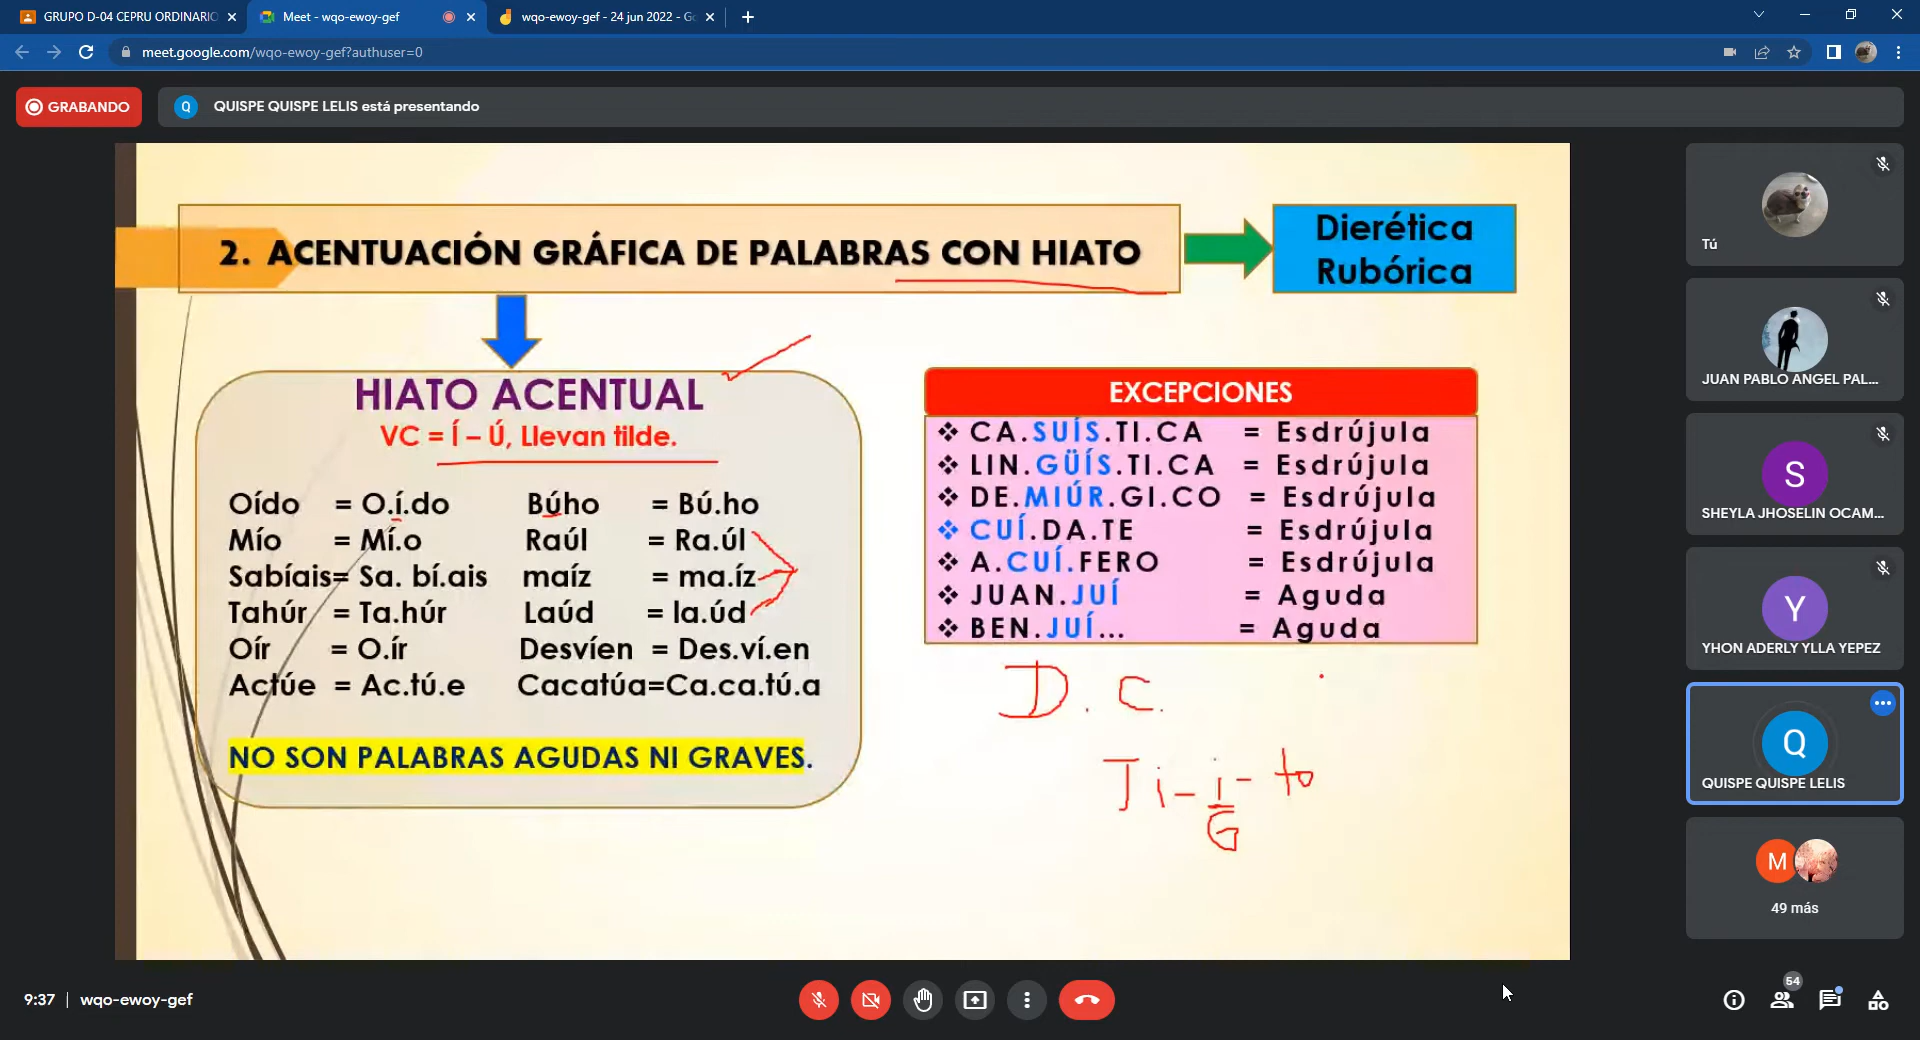 GRUPO D-04 CEPRU ORDINARIO
Meet - wqo-ewoy-gef
wqo-ewoy-gef - 24 jun 2022 - Go
meet.google.com/wqo-ewoy-gef?authuser=0
GRABANDO
Q QUISPE QUISPE LELIS está presentando
2. ACENTUACIÓN GRÁFICA DE PALABRAS CON HIATO
Dierética
Rubórica
HIATO ACENTUAL
VC = Í – Ú, Llevan tilde.
Oído = O.í.do Búho = Bú.ho
Mío = Mí.o Raúl = Ra.úl
Sabíais= Sa. bí.ais maíz = ma.íz
Tahúr = Ta.húr Laúd = la.úd
Oír = O.ír Desvíen = Des.ví.en
Actúe = Ac.tú.e Cacatúa=Ca.ca.tú.a
NO SON PALABRAS AGUDAS NI GRAVES.
EXCEPCIONES
❖ CA.SUÍS.TI.CA = Esdrújula
❖ LIN.GÜÍS.TI.CA = Esdrújula
❖ DE.MIÚR.GI.CO = Esdrújula
❖ CUÍ.DA.TE = Esdrújula
❖ A.CUÍ.FERO = Esdrújula
❖ JUAN.JUÍ = Aguda
❖ BEN.JUÍ... = Aguda
D. C.
Ji - i - to
G
Tú
JUAN PABLO ANGEL PAL...
S
SHEYLA JHOSELIN OCAM...
Y
YHON ADERLY YLLA YEPEZ
Q
QUISPE QUISPE LELIS
M
49 más
9:37 | wqo-ewoy-gef
54